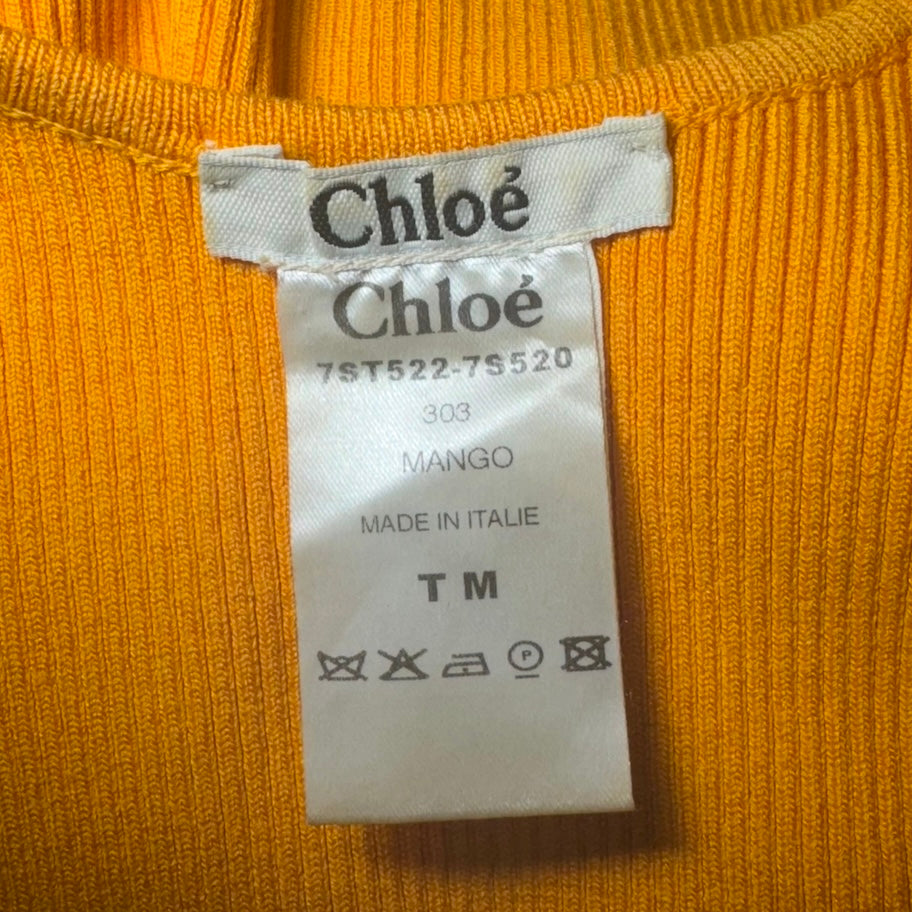 Chloé
Chloé
7ST522-7S520
303
MANGO
MADE IN ITALIE
T M
P